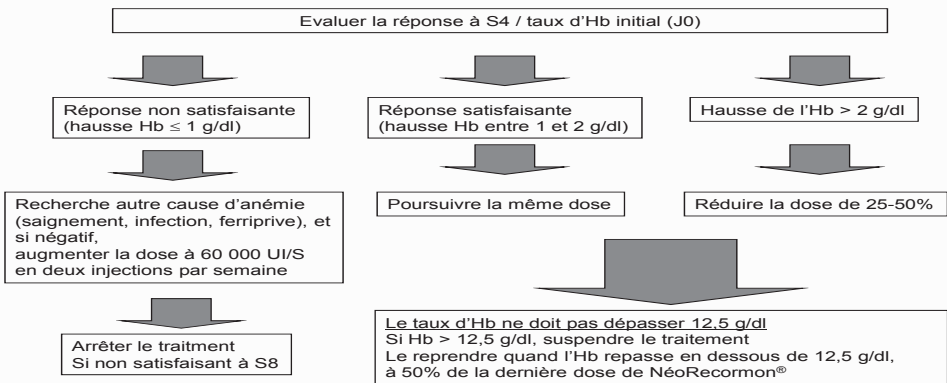 Evaluer la réponse à S4 / taux d'Hb initial (J0)
Réponse non satisfaisante
(hausse Hb ≤ 1 g/dl)
Réponse satisfaisante
(hausse Hb entre 1 et 2 g/dl)
Hausse de l'Hb > 2 g/dl
Recherche autre cause d'anémie
(saignement, infection, ferriprive), et
si négatif,
augmenter la dose à 60 000 UI/S
en deux injections par semaine
Poursuivre la même dose
Réduire la dose de 25-50%
Arrêter le traitment
Si non satisfaisant à S8
Le taux d'Hb ne doit pas dépasser 12,5 g/dl
Si Hb > 12,5 g/dl, suspendre le traitement
Le reprendre quand l'Hb repasse en dessous de 12,5 g/dl,
à 50% de la dernière dose de NéoRecormon®